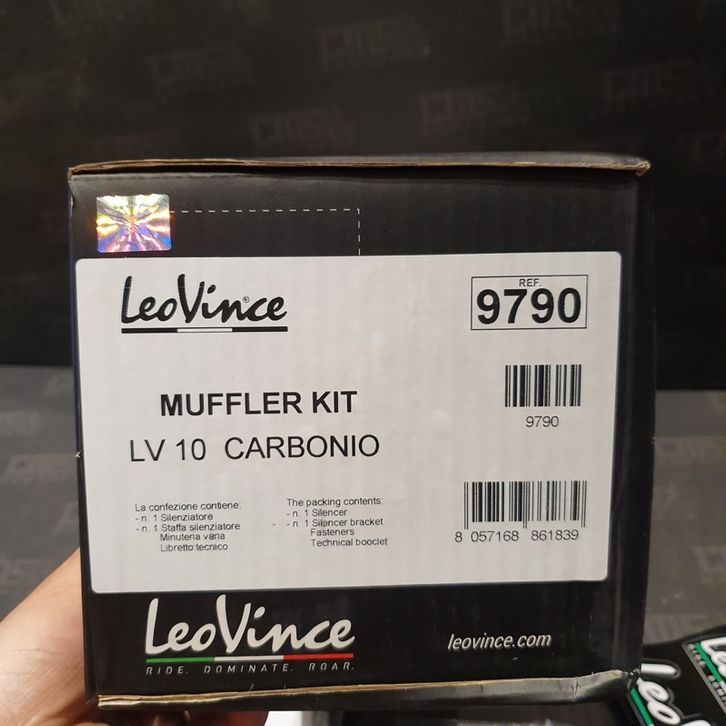 LeoVince®
REF.
9790
MUFFLER KIT
9790
LV 10 CARBONIO
La confezione contiene:
- n. 1 Silenziatore
- n. 1 Staffa silenziatore
Minuteria varia
Libretto tecnico
The packing contents:
- n. 1 Silencer
- n. 1 Silencer bracket
Fasteners
Technical booclet
8 057168 861839
LeoVince
RIDE. DOMINATE. ROAR.
leovince.com